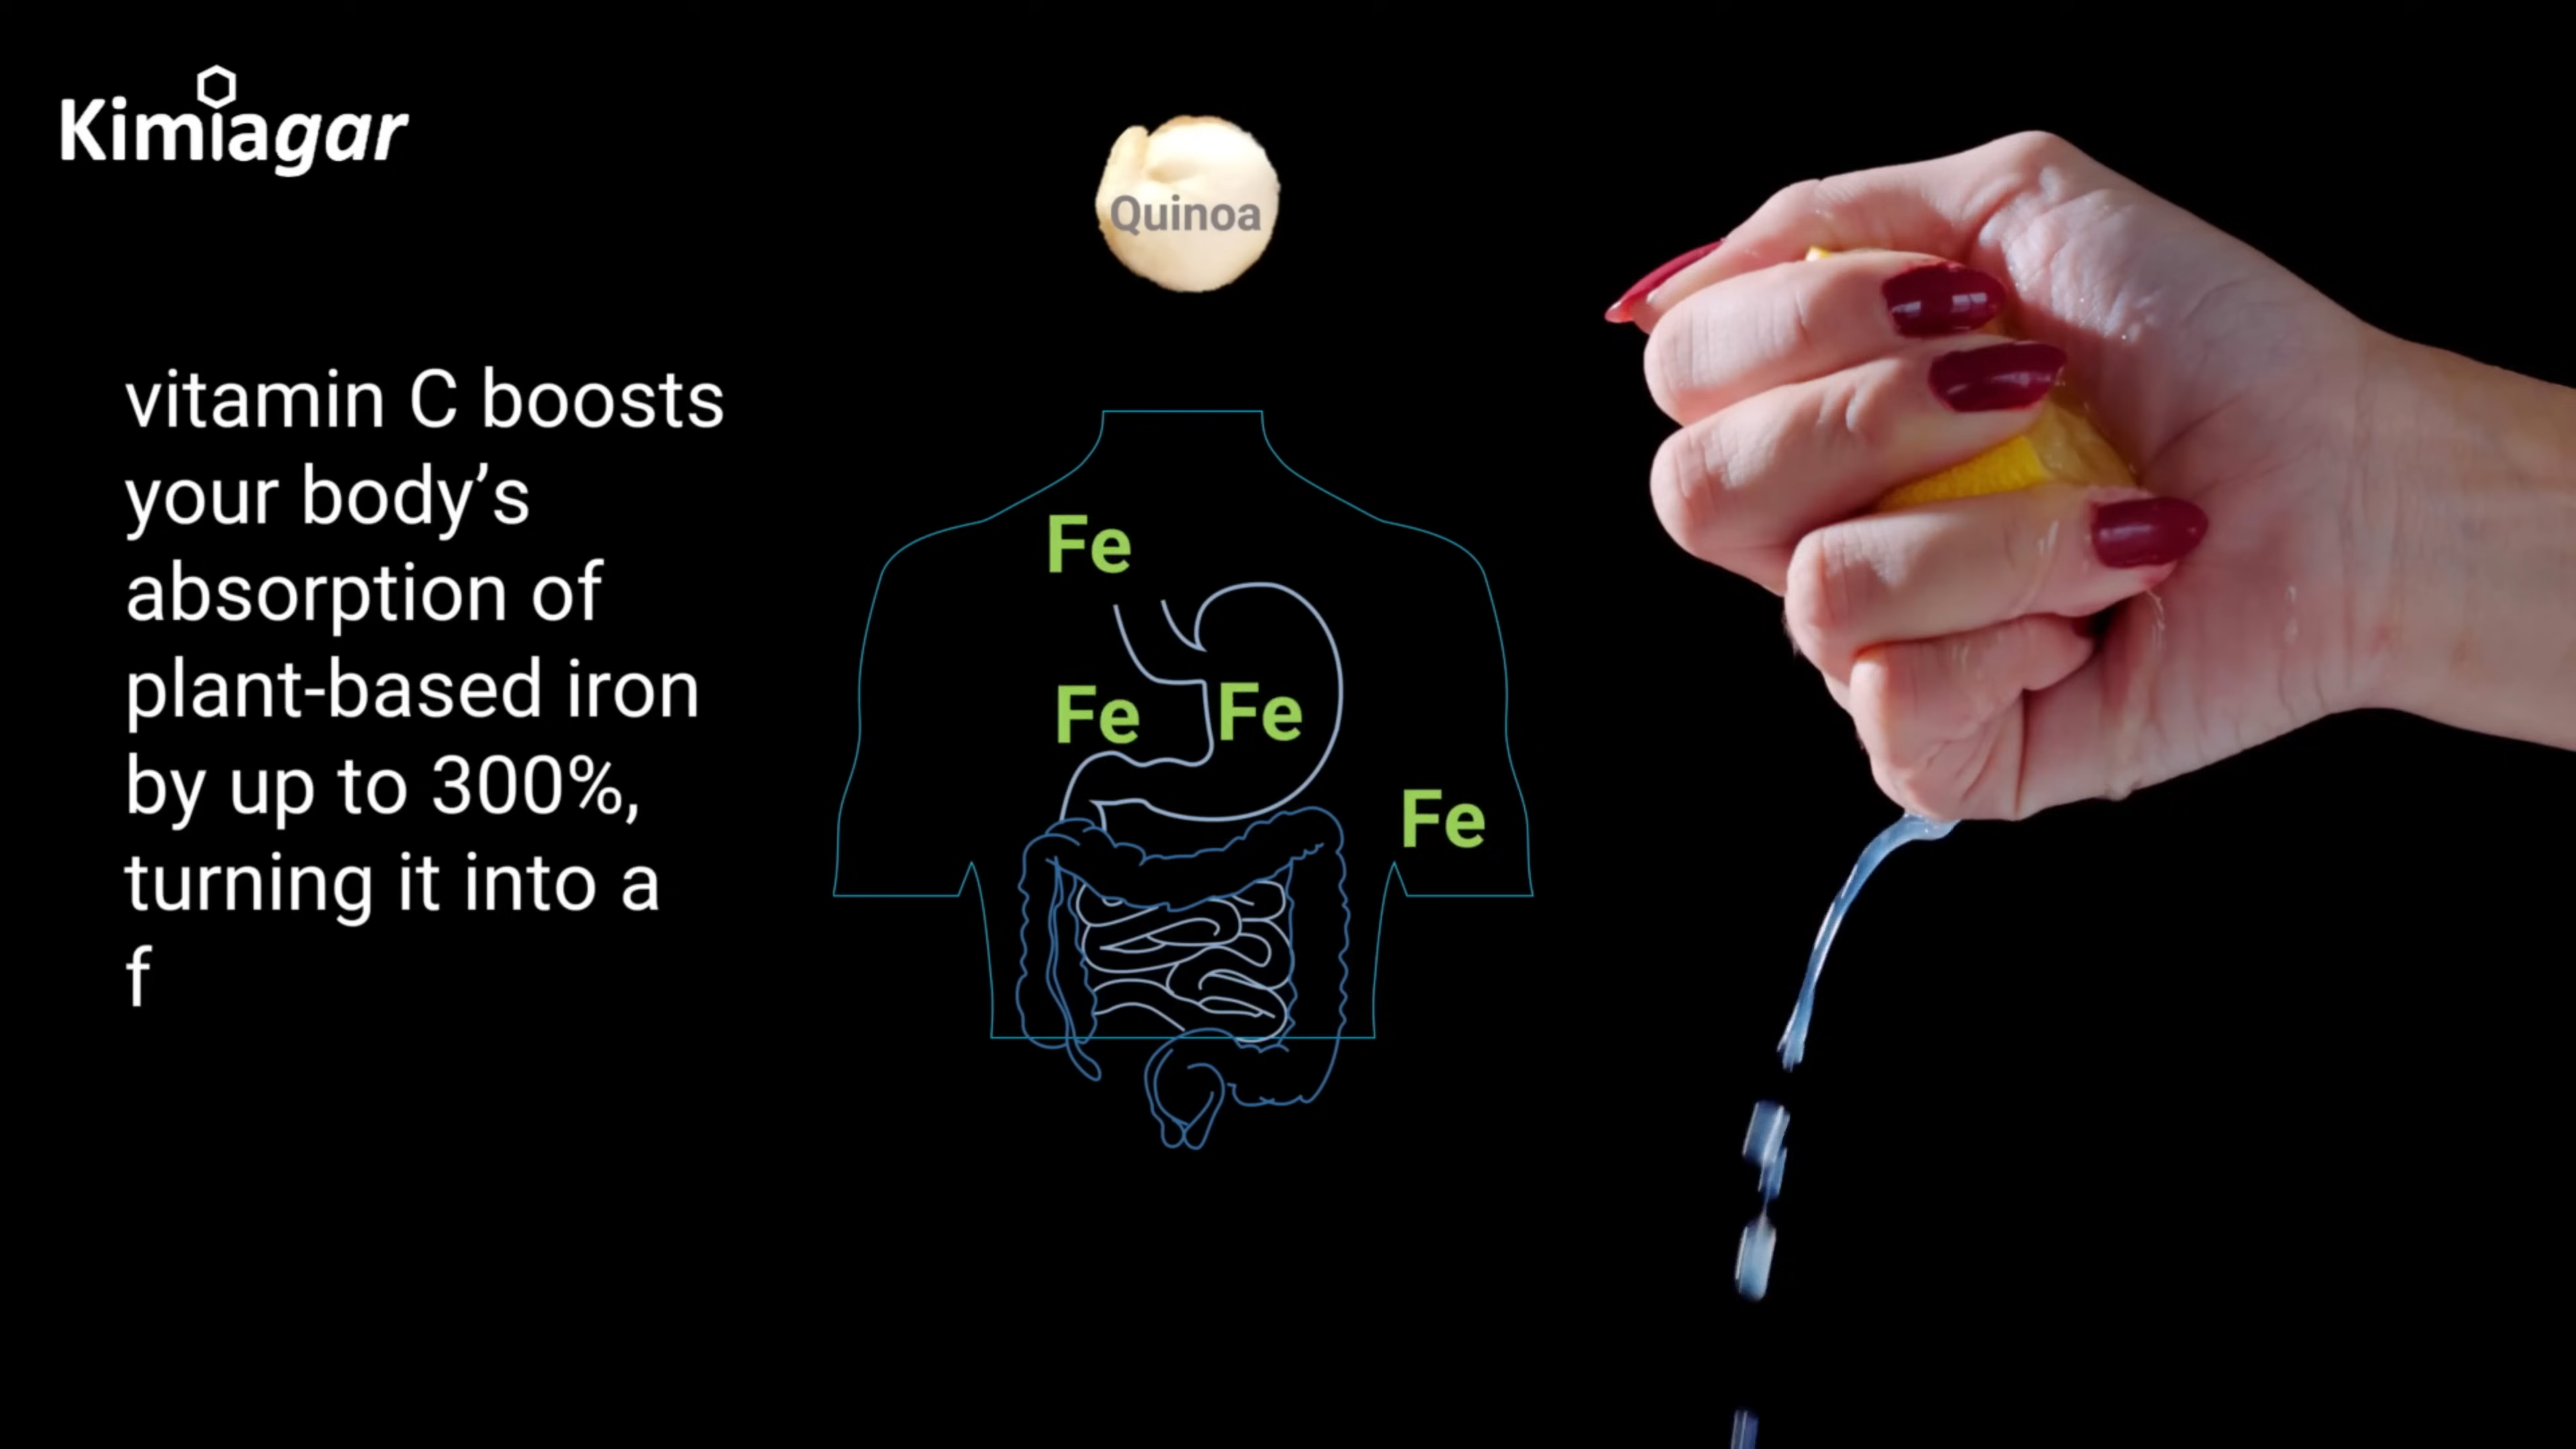 Kimiagar
Quinoa
vitamin C boosts
your body’s
absorption of
plant-based iron
by up to 300%,
turning it into a
f
Fe
Fe
Fe
Fe